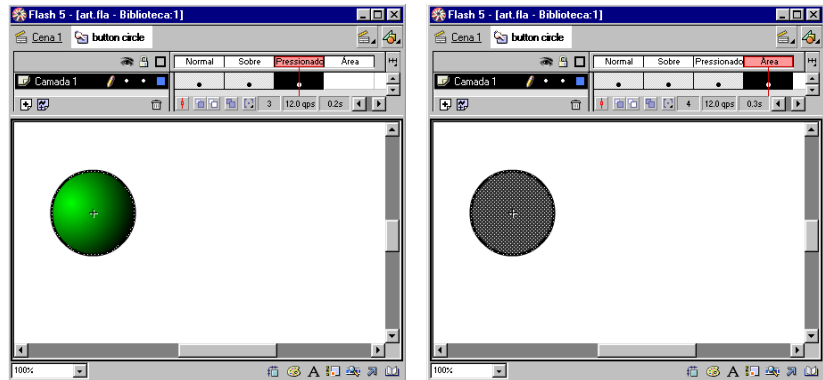 Flash 5 - [art.fla - Biblioteca:1]
Cena 1 button circle
Normal Sobre Pressionado Área
Camada 1
3 12.0 qps 0.2s
100%
A
Flash 5 - [art.fla - Biblioteca:1]
Cena 1 button circle
Normal Sobre Pressionado Área
Camada 1
4 12.0 qps 0.3s
100%
A